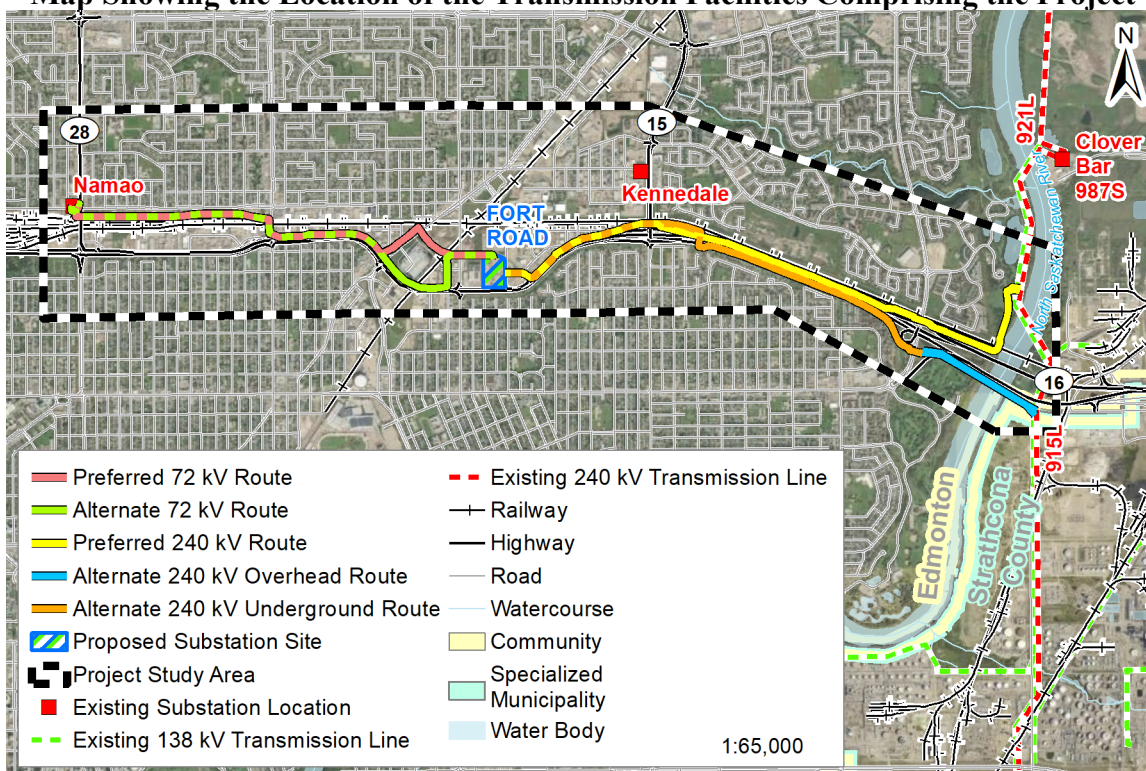 Map Showing the Location of the Transmission Facilities Comprising the Project
N
28
15
921L
Clover
Bar
987S
Namao
Kennedale
FORT
ROAD
North Saskatchewan River
16
915L
Edmonton
Strathcona
County
Preferred 72 kV Route
Alternate 72 kV Route
Preferred 240 kV Route
Alternate 240 kV Overhead Route
Alternate 240 kV Underground Route
Proposed Substation Site
Project Study Area
Existing Substation Location
Existing 138 kV Transmission Line
Existing 240 kV Transmission Line
Railway
Highway
Road
Watercourse
Community
Specialized
Municipality
Water Body
1:65,000